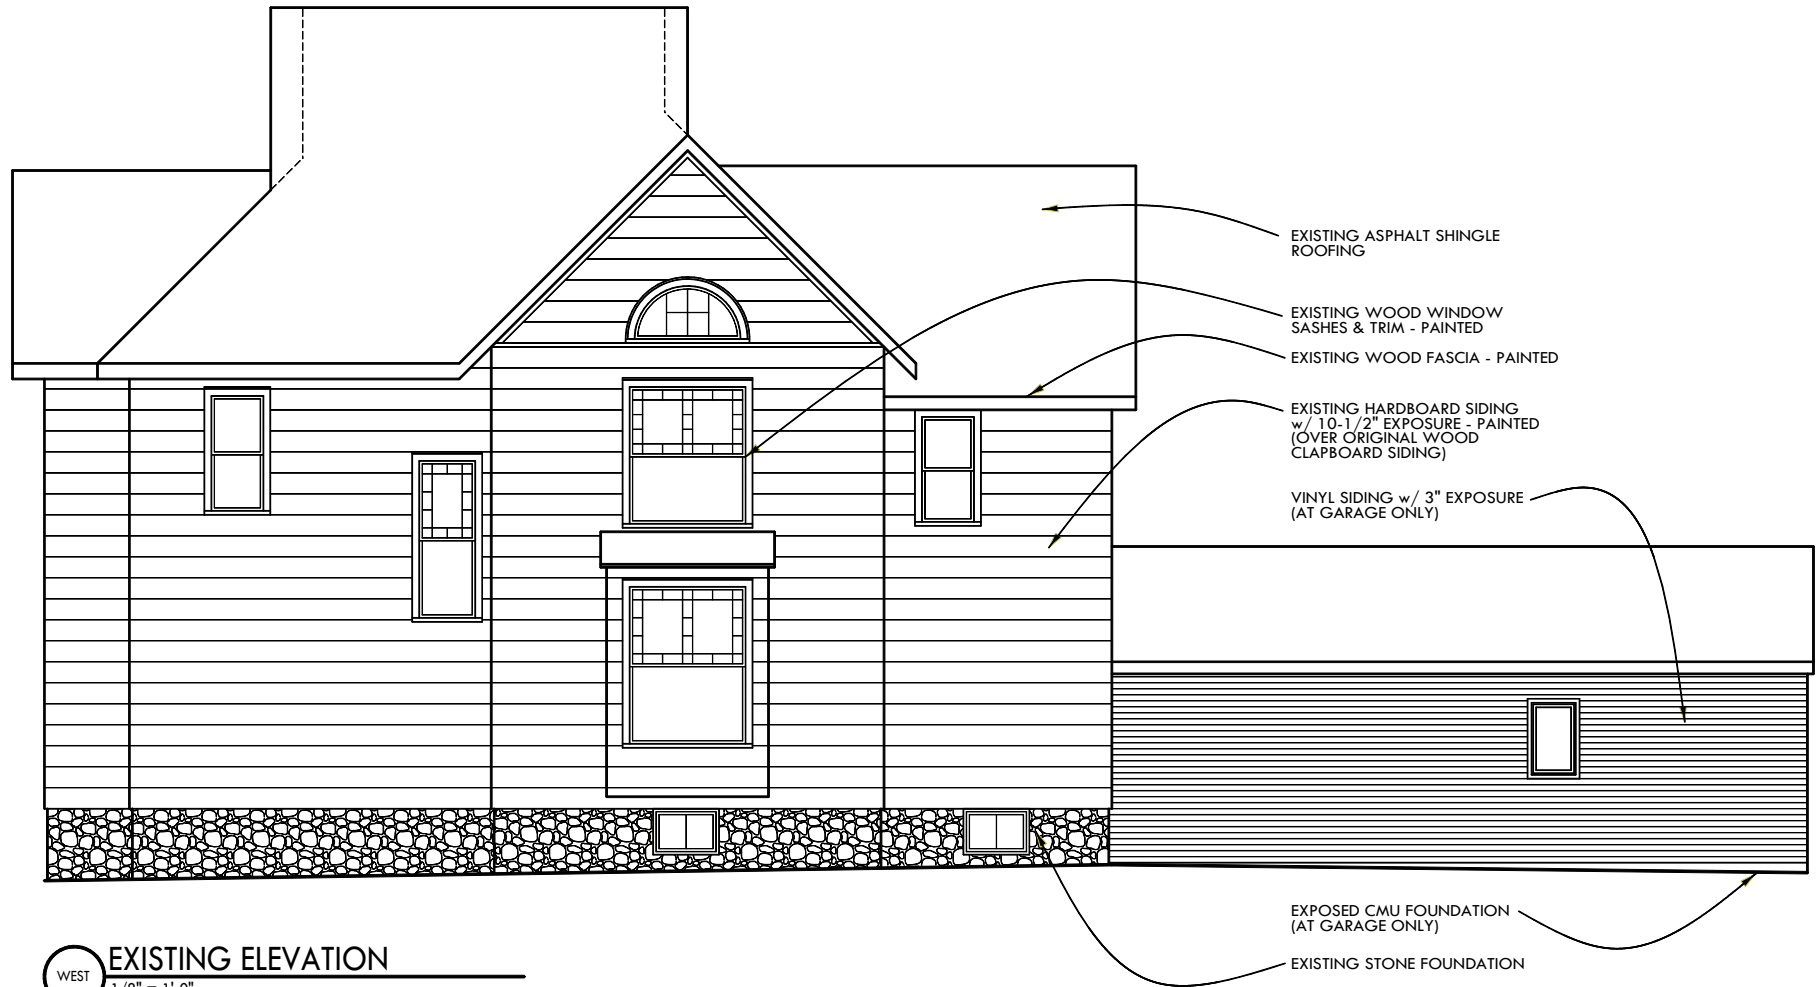 EXISTING ASPHALT SHINGLE
ROOFING
EXISTING WOOD WINDOW
SASHES & TRIM - PAINTED
EXISTING WOOD FASCIA - PAINTED
EXISTING HARDBOARD SIDING
w/ 10-1/2" EXPOSURE - PAINTED
(OVER ORIGINAL WOOD
CLAPBOARD SIDING)
VINYL SIDING w/ 3" EXPOSURE
(AT GARAGE ONLY)
EXPOSED CMU FOUNDATION
(AT GARAGE ONLY)
EXISTING STONE FOUNDATION
WEST
EXISTING ELEVATION